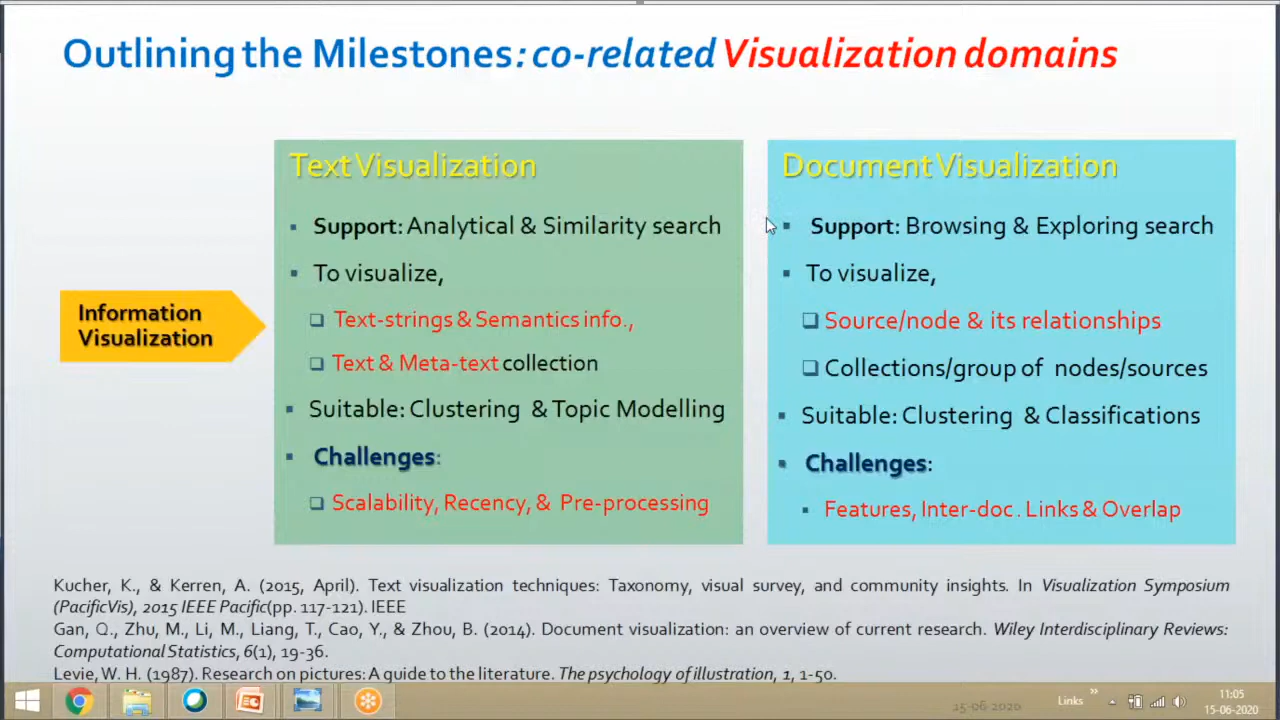 Outlining the Milestones: co-related Visualization domains
Information
Visualization
Text Visualization
▪ Support: Analytical & Similarity search
▪ To visualize,
❑ Text-strings & Semantics info.,
❑ Text & Meta-text collection
▪ Suitable: Clustering & Topic Modelling
▪ Challenges:
❑ Scalability, Recency, & Pre-processing
Document Visualization
▪ Support: Browsing & Exploring search
▪ To visualize,
❑ Source/node & its relationships
❑ Collections/group of nodes/sources
▪ Suitable: Clustering & Classifications
▪ Challenges:
▪ Features, Inter-doc. Links & Overlap
Kucher, K., & Kerren, A. (2015, April). Text visualization techniques: Taxonomy, visual survey, and community insights. In Visualization Symposium
(PacificVis), 2015 IEEE Pacific(pp. 117-121). IEEE
Gan, Q., Zhu, M., Li, M., Liang, T., Cao, Y., & Zhou, B. (2014). Document visualization: an overview of current research. Wiley Interdisciplinary Reviews:
Computational Statistics, 6(1), 19-36.
Levie, W. H. (1987). Research on pictures: A guide to the literature. The psychology of illustration, 1, 1-50.
15-06 2020
Links »
11:05
15-06-2020